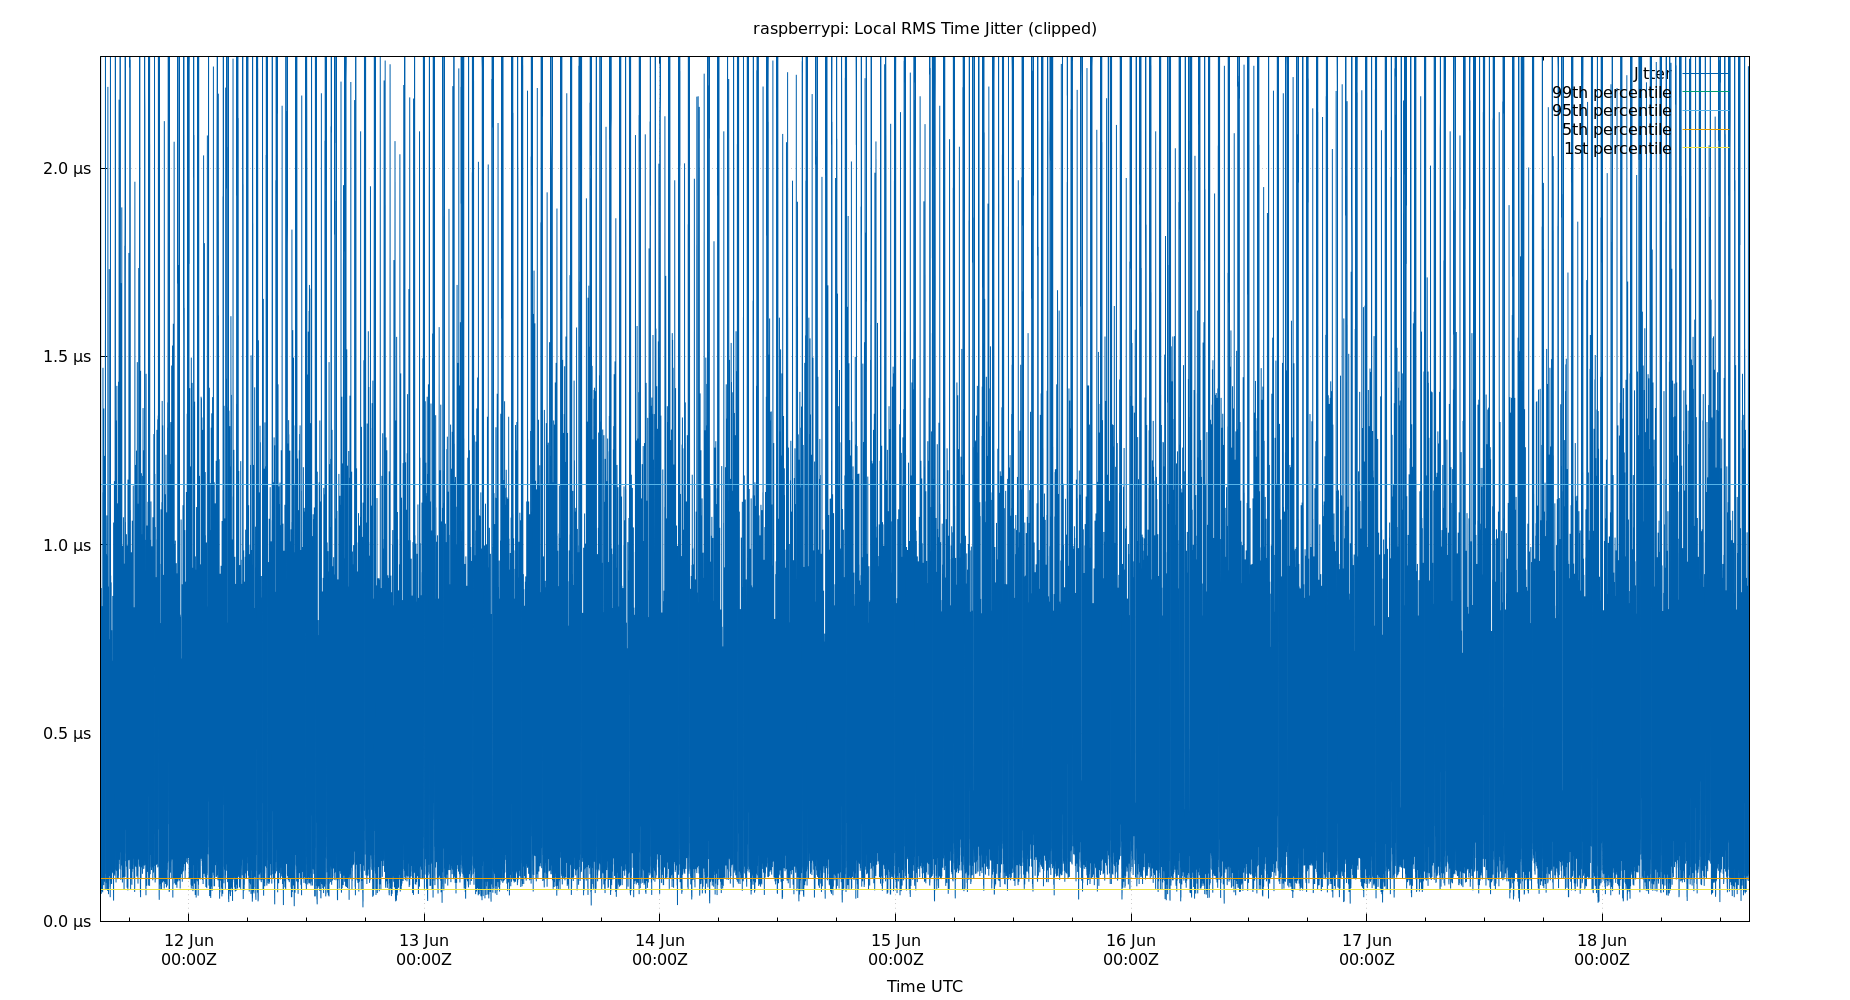 raspberrypi: Local RMS Time Jitter (clipped)
Jitter
99th percentile
95th percentile
5th percentile
1st percentile
2.0 µs
1.5 µs
1.0 µs
0.5 µs
0.0 µs
12 Jun 13 Jun 14 Jun 15 Jun 16 Jun 17 Jun 18 Jun
00:00Z 00:00Z 00:00Z 00:00Z 00:00Z 00:00Z 00:00Z
Time UTC